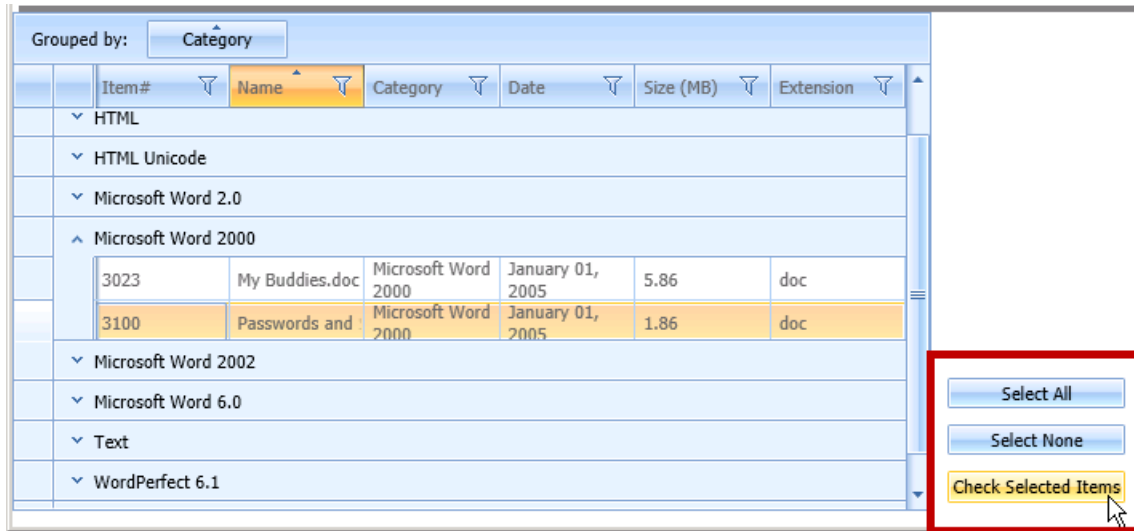 Grouped by: Category
Item# Name Category Date Size (MB) Extension
HTML
HTML Unicode
Microsoft Word 2.0
Microsoft Word 2000
3023 My Buddies.doc Microsoft Word 2000 January 01, 2005 5.86 doc
3100 Passwords and Microsoft Word 2000 January 01, 2005 1.86 doc
Microsoft Word 2002
Microsoft Word 6.0
Text
WordPerfect 6.1
Select All
Select None
Check Selected Items